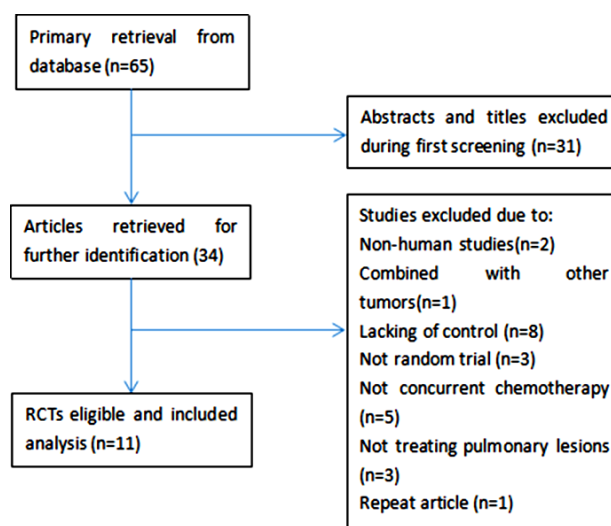 Primary retrieval from
database (n=65)
Abstracts and titles excluded
during first screening (n=31)
Articles retrieved for
further identification (34)
Studies excluded due to:
Non-human studies(n=2)
Combined with other
tumors(n=1)
Lacking of control (n=8)
Not random trial (n=3)
Not concurrent chemotherapy
(n=5)
Not treating pulmonary lesions
(n=3)
Repeat article (n=1)
RCTs eligible and included
analysis (n=11)